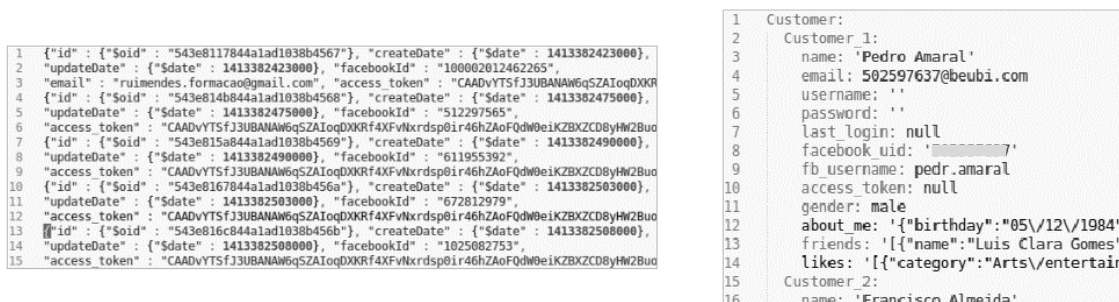 1 {"id" : {"$oid" : "543e8117844a1ad1038b4567"}, "createDate" : {"$date" : 1413382423000},
2 "updateDate" : {"$date" : 1413382423000}, "facebookId" : "100002012462265",
3 "email" : "ruimendes.formacao@gmail.com", "access_token" : "CAADvYTSfJ3UBANAW6qSZAIoqDXKR
4 {"id" : {"$oid" : "543e814b844a1ad1038b4568"}, "createDate" : {"$date" : 1413382475000},
5 "updateDate" : {"$date" : 1413382475000}, "facebookId" : "512297565",
6 "access_token" : "CAADvYTSfJ3UBANAW6qSZAIoqDXKRf4XFvNxrdsp0ir46hZAoFQdW0eiKZBXZCD8yHW2Buo
7 {"id" : {"$oid" : "543e815a844a1ad1038b4569"}, "createDate" : {"$date" : 1413382490000},
8 "updateDate" : {"$date" : 1413382490000}, "facebookId" : "611955392",
9 "access_token" : "CAADvYTSfJ3UBANAW6qSZAIoqDXKRf4XFvNxrdsp0ir46hZAoFQdW0eiKZBXZCD8yHW2Buo
10 {"id" : {"$oid" : "543e8167844a1ad1038b456a"}, "createDate" : {"$date" : 1413382503000},
11 "updateDate" : {"$date" : 1413382503000}, "facebookId" : "672812979",
12 "access_token" : "CAADvYTSfJ3UBANAW6qSZAIoqDXKRf4XFvNxrdsp0ir46hZAoFQdW0eiKZBXZCD8yHW2Buo
13 {"id" : {"$oid" : "543e816c844a1ad1038b456b"}, "createDate" : {"$date" : 1413382508000},
14 "updateDate" : {"$date" : 1413382508000}, "facebookId" : "1025082753",
15 "access_token" : "CAADvYTSfJ3UBANAW6qSZAIoqDXKRf4XFvNxrdsp0ir46hZAoFQdW0eiKZBXZCD8yHW2Buo
1 Customer:
2 Customer_1:
3 name: 'Pedro Amaral'
4 email: 502597637@beubi.com
5 username: ''
6 password: ''
7 last_login: null
8 facebook_uid: ' 7'
9 fb_username: pedr.amaral
10 access_token: null
11 gender: male
12 about_me: '{"birthday":"05\/12\/1984"
13 friends: '[{"name":"Luis Clara Gomes"
14 likes: '[{"category":"Arts\/entertain
15 Customer_2:
16 name: 'Francisco Almeida'